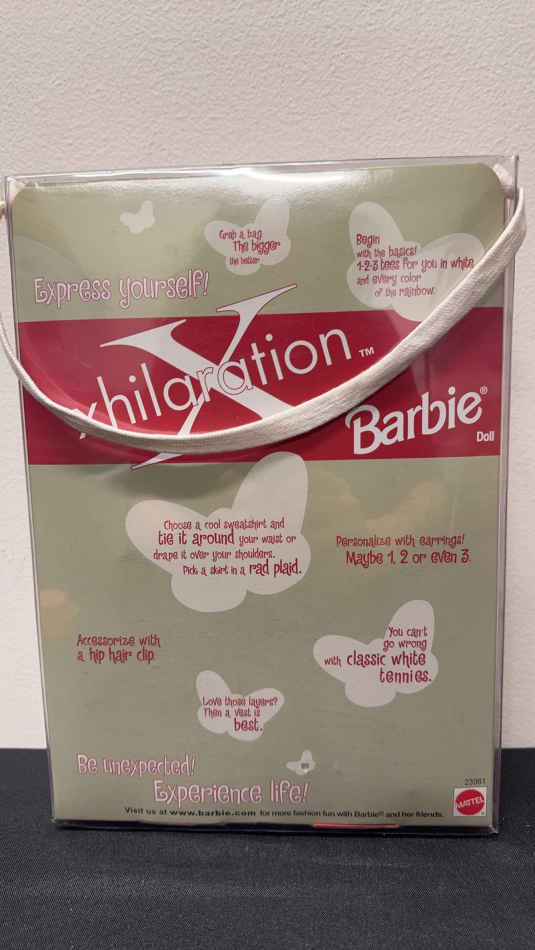 Grab a bag.
The bigger
the better.
Begin
with the basics!
1-2-3 tees for you in white
and every color
of the rainbow.
Express yourself!
Xhilaration™
Barbie®
Doll
Choose a cool sweatshirt and
tie it around your waist or
drape it over your shoulders.
Pick a skirt in a rad plaid.
Personalize with earrings!
Maybe 1, 2 or even 3.
Accessorize with
a hip hair clip.
You can't
go wrong
with classic white
tennies.
Love those layers?
Then a vest is
best.
Be unexpected!
Experience life!
23061
MATTEL
Visit us at www.barbie.com for more fashion fun with Barbie® and her friends.